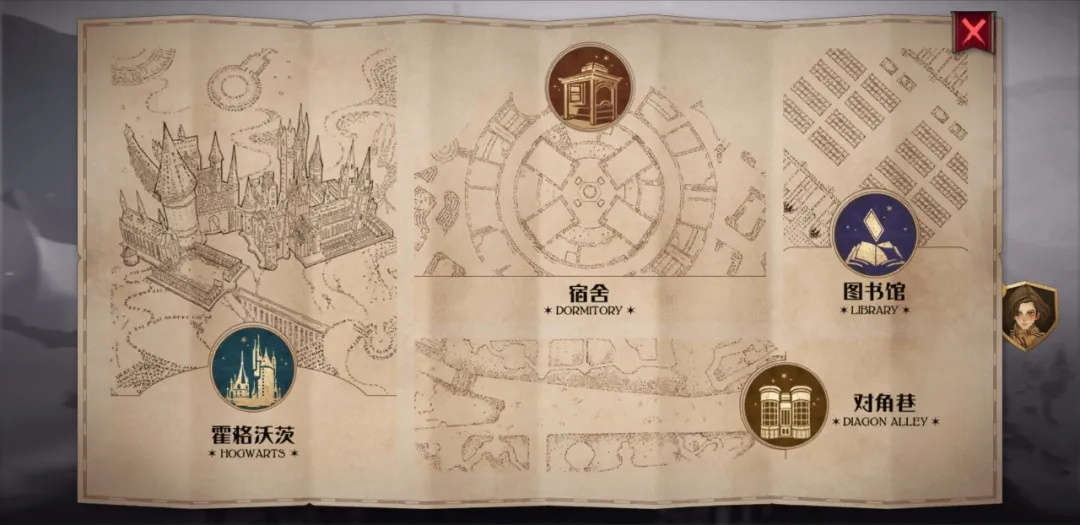 宿舍
✶ DORMITORY ✶
图书馆
✶ LIBRARY ✶
对角巷
✶ DIAGON ALLEY ✶
霍格沃茨
✶ HOGWARTS ✶